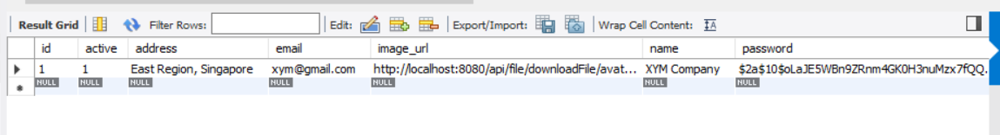 Result Grid Filter Rows: Edit: Export/Import: Wrap Cell Content: IA
id active address email image_url name password
1 1 East Region, Singapore xym@gmail.com http://localhost:8080/api/file/downloadFile/avat... XYM Company $2a$10$oLaJE5WBn9ZRnm4GK0H3nuMzx7fQQ.
NULL NULL NULL NULL NULL NULL NULL